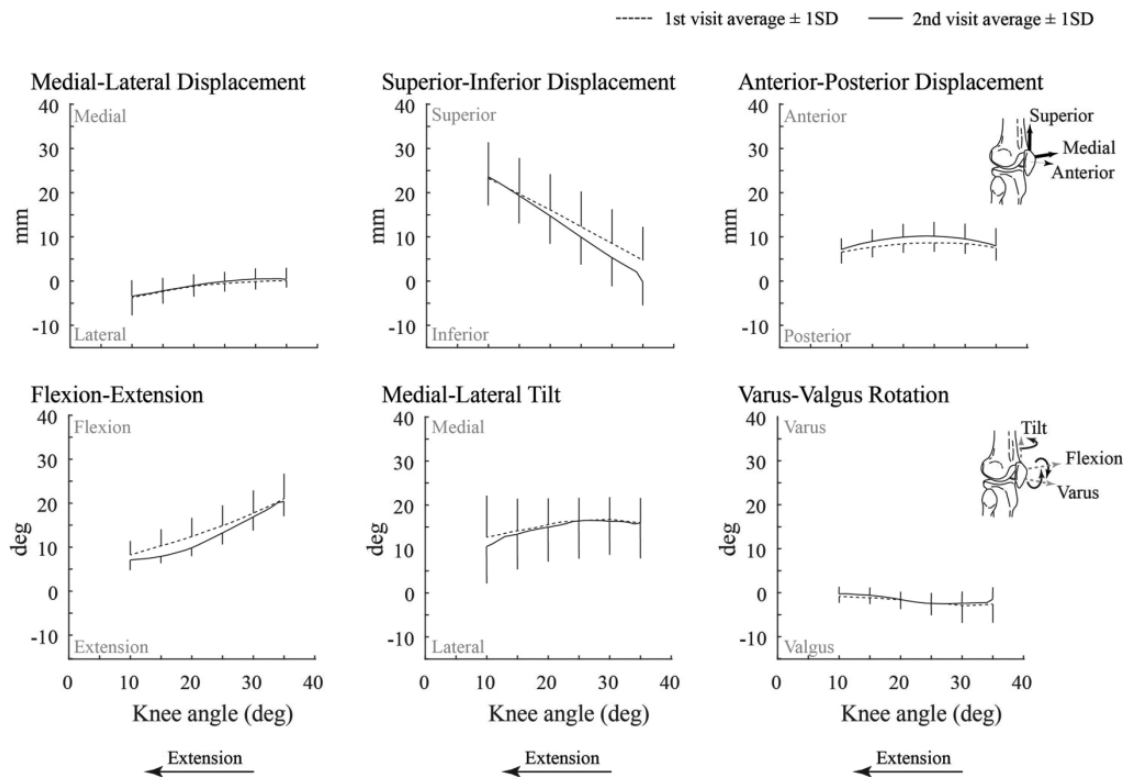 1st visit average ± 1SD
2nd visit average ± 1SD
Medial-Lateral Displacement
Superior-Inferior Displacement
Anterior-Posterior Displacement
40
30
20
10
0
-10
mm
Medial
Lateral
40
30
20
10
0
-10
mm
Superior
Inferior
40
30
20
10
0
-10
mm
Anterior
Posterior
Superior
Medial
Anterior
Flexion-Extension
Medial-Lateral Tilt
Varus-Valgus Rotation
40
30
20
10
0
-10
deg
Flexion
Extension
0 10 20 30 40
Knee angle (deg)
Extension
40
30
20
10
0
-10
deg
Medial
Lateral
0 10 20 30 40
Knee angle (deg)
Extension
40
30
20
10
0
-10
deg
Varus
Valgus
Tilt
Flexion
Varus
0 10 20 30 40
Knee angle (deg)
Extension